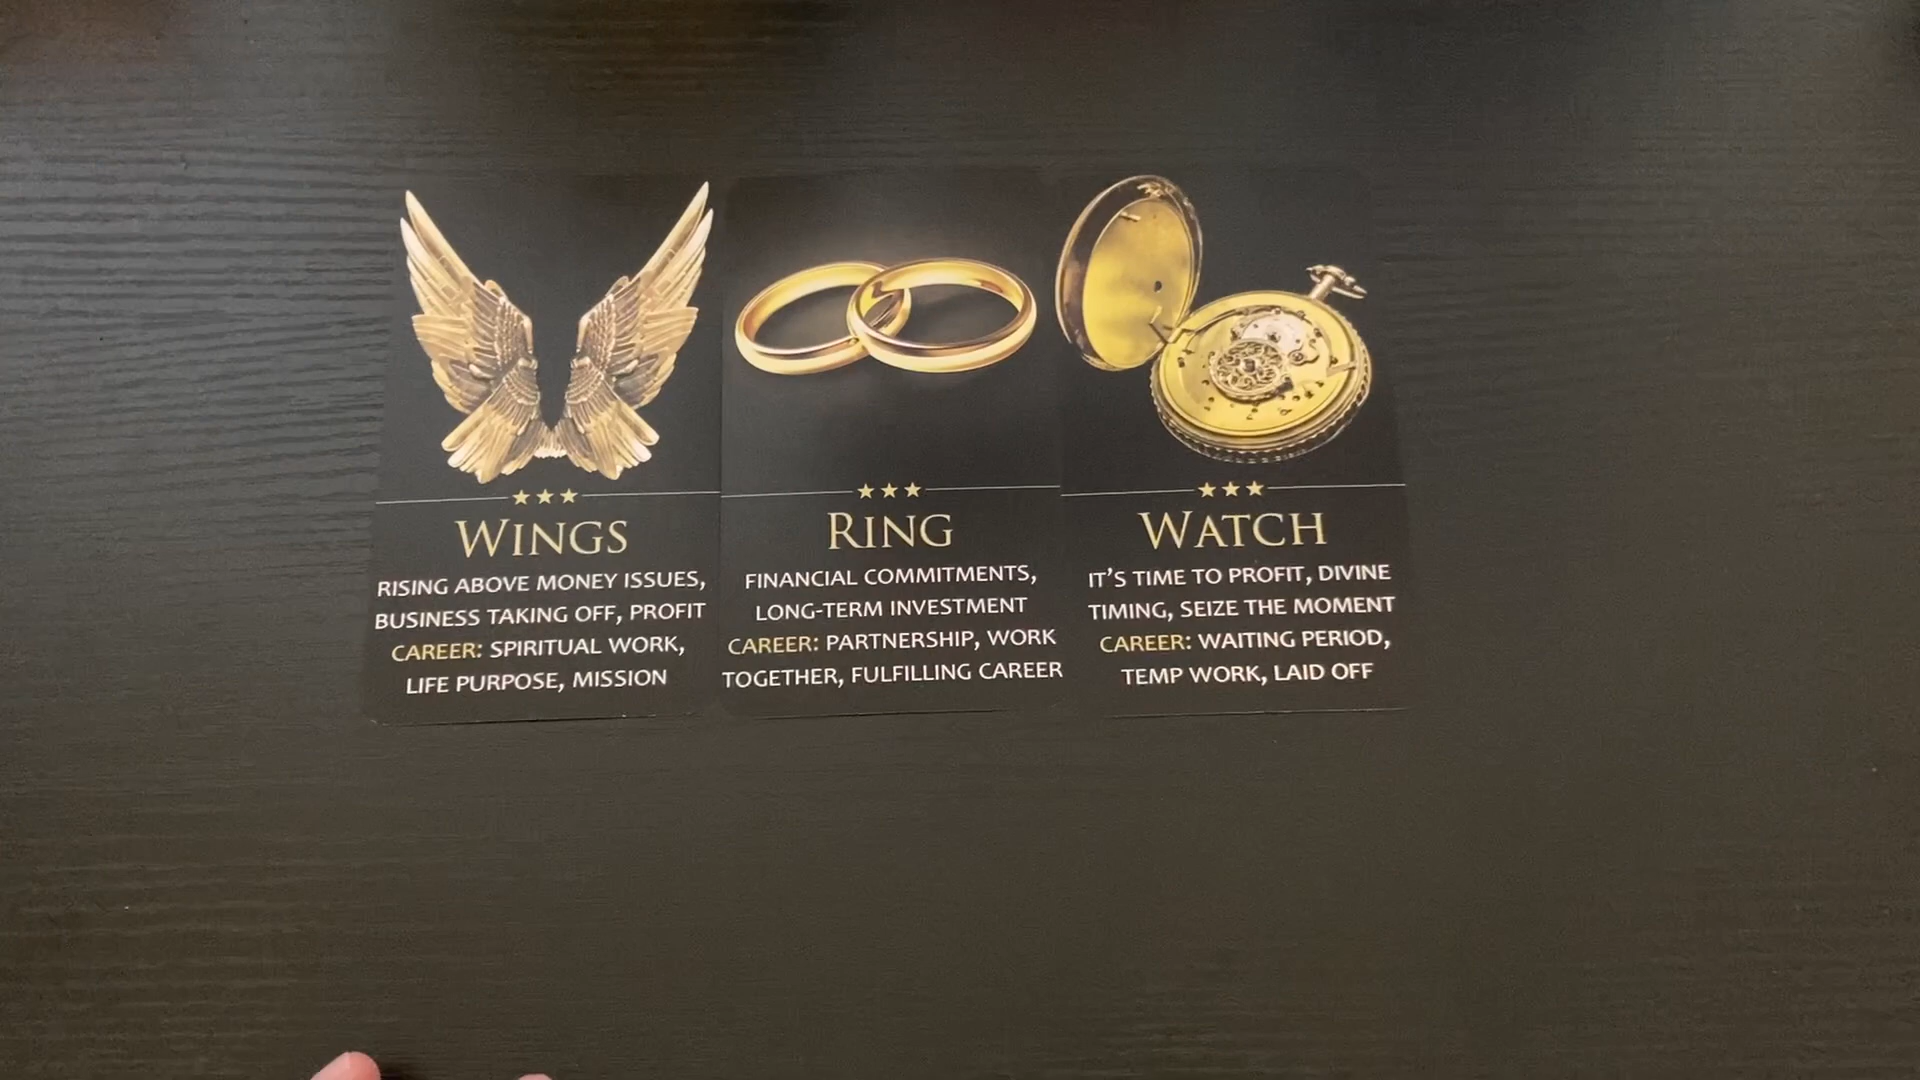 WINGS
RISING ABOVE MONEY ISSUES,
BUSINESS TAKING OFF, PROFIT
CAREER: SPIRITUAL WORK,
LIFE PURPOSE, MISSION
RING
FINANCIAL COMMITMENTS,
LONG-TERM INVESTMENT
CAREER: PARTNERSHIP, WORK
TOGETHER, FULFILLING CAREER
WATCH
IT'S TIME TO PROFIT, DIVINE
TIMING, SEIZE THE MOMENT
CAREER: WAITING PERIOD,
TEMP WORK, LAID OFF